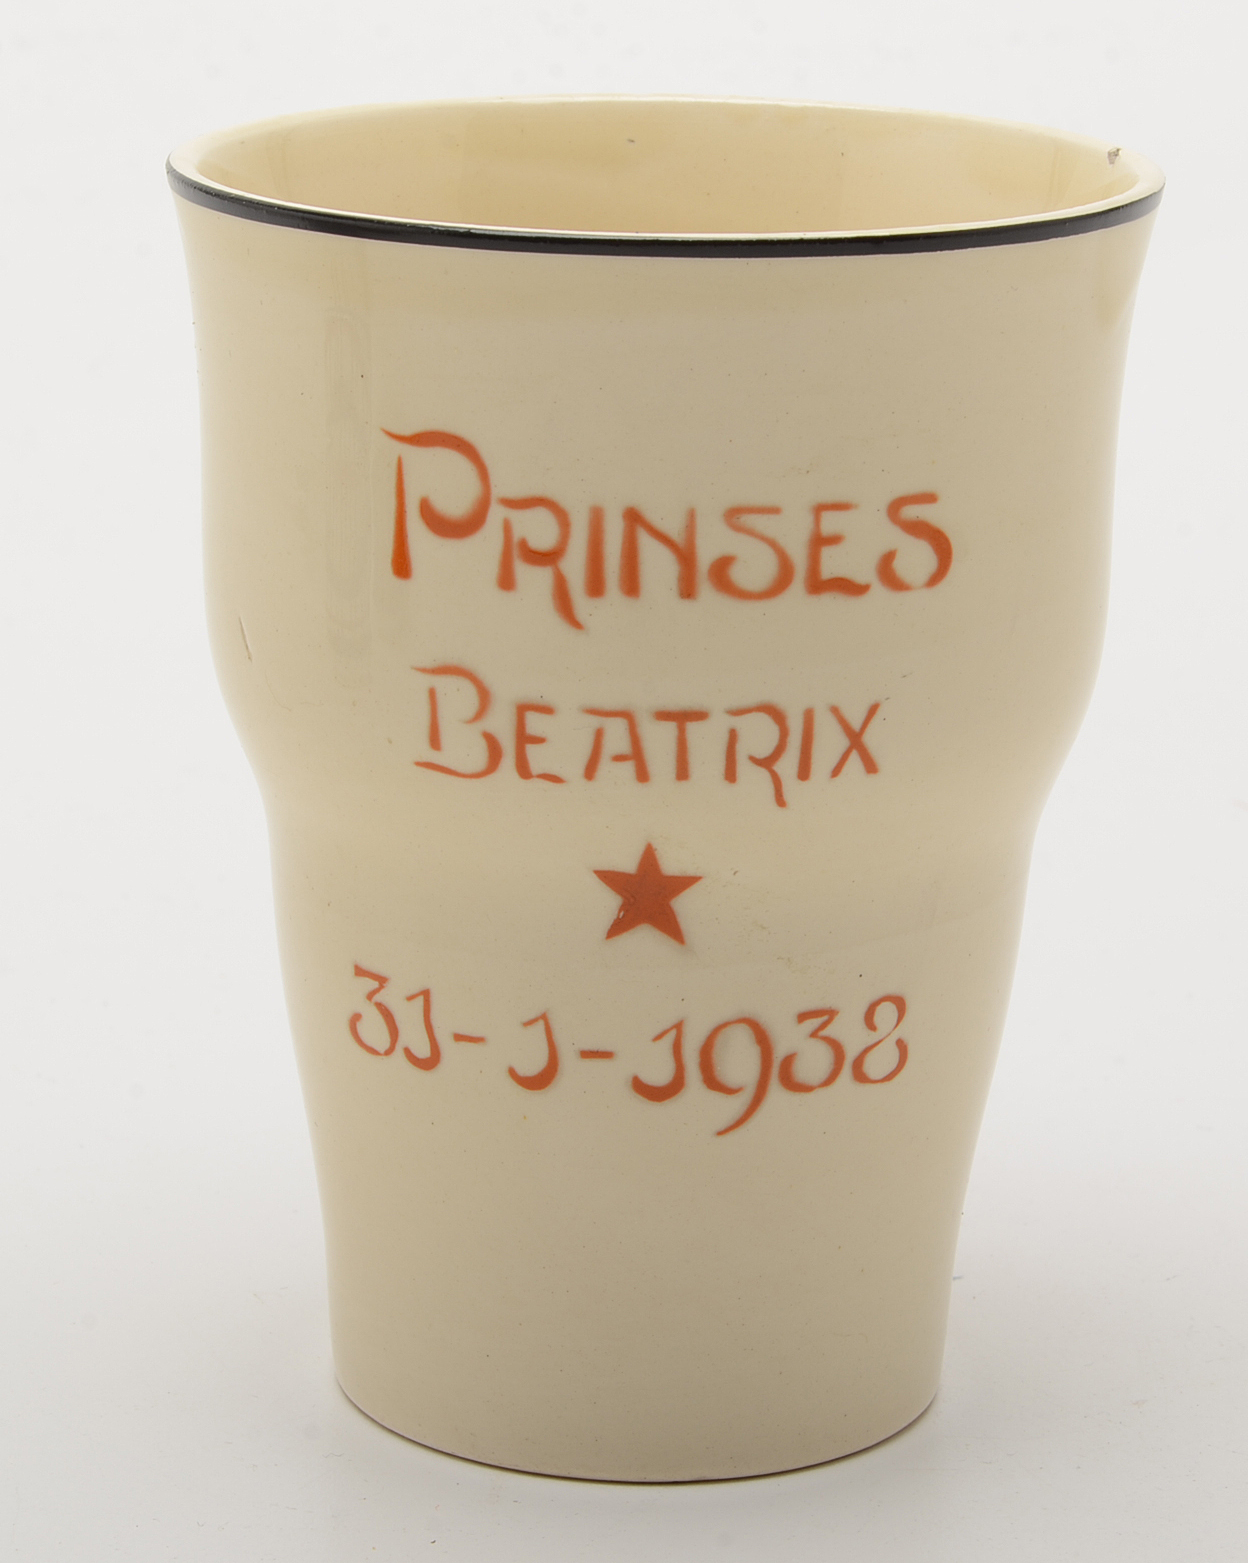 PRINSES
BEATRIX
31-1-1938